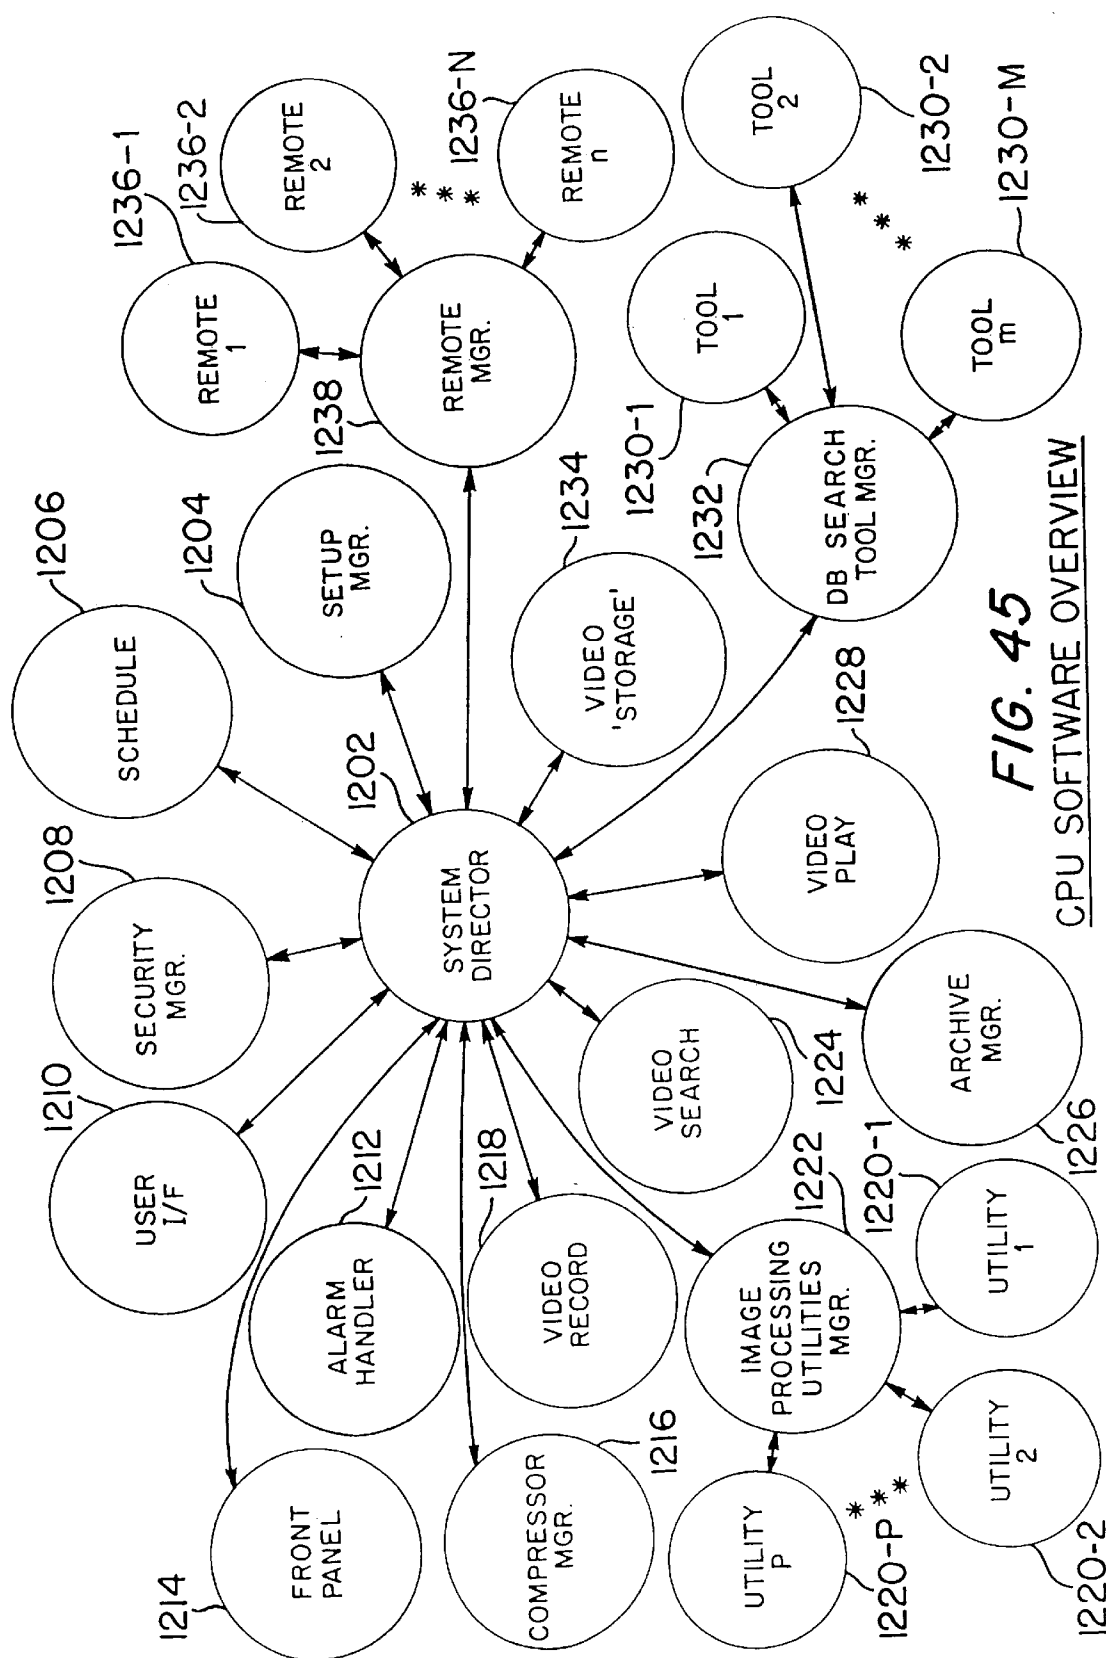 1206
SCHEDULE
1208
SECURITY
MGR.
1210
USER
I/F
1204
SETUP
MGR.
1202
SYSTEM
DIRECTOR
1214
FRONT
PANEL
1212
ALARM
HANDLER
1216
COMPRESSOR
MGR.
1218
VIDEO
RECORD
1222
IMAGE
PROCESSING
UTILITIES
MGR.
1220-P
UTILITY
P
* * *
1220-2
UTILITY
2
1220-1
UTILITY
1
1224
VIDEO
SEARCH
1226
ARCHIVE
MGR.
1228
VIDEO
PLAY
1234
VIDEO
'STORAGE'
1238
REMOTE
MGR.
1236-1
REMOTE
1
1236-2
REMOTE
2
* * *
1236-N
REMOTE
n
1232
DB SEARCH
TOOL MGR.
1230-1
TOOL
1
1230-2
TOOL
2
* * *
1230-M
TOOL
m
FIG. 45
CPU SOFTWARE OVERVIEW